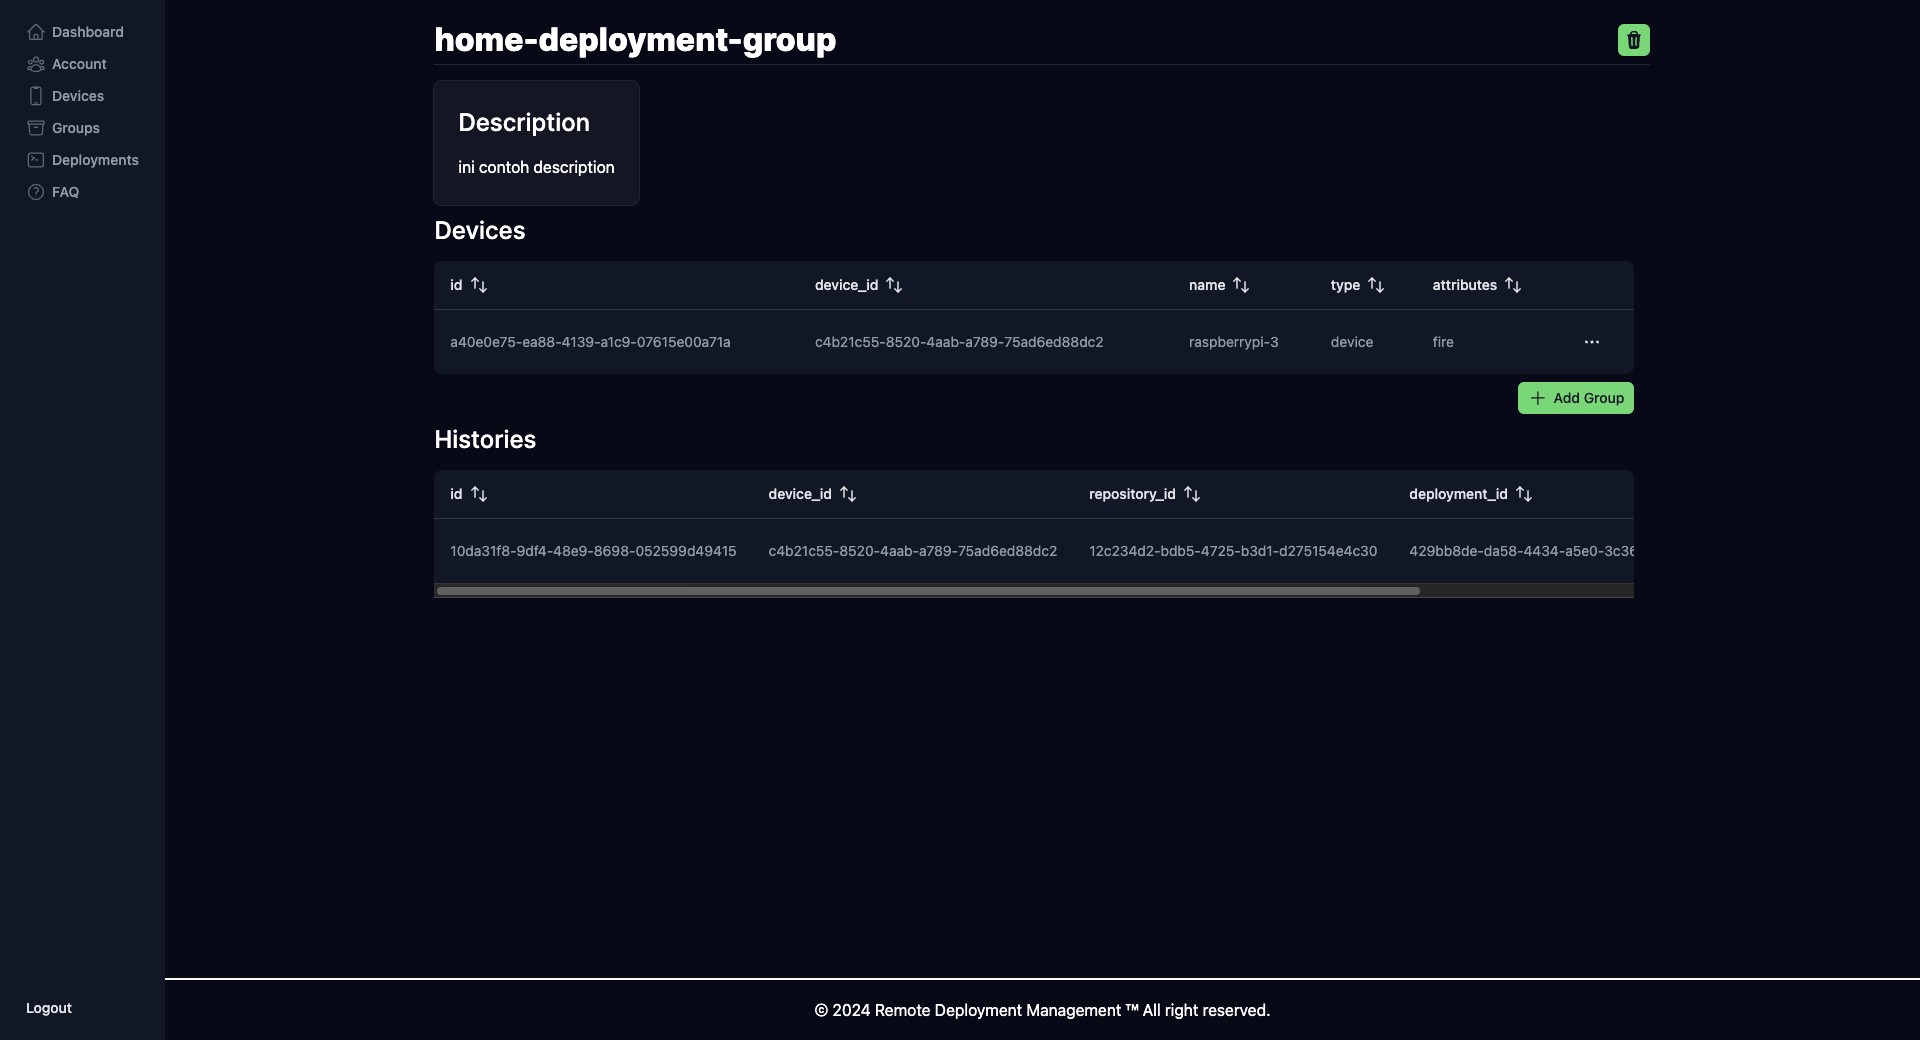 Dashboard
Account
Devices
Groups
Deployments
FAQ
Logout
home-deployment-group
Description
ini contoh description
Devices
id device_id name type attributes
a40e0e75-ea88-4139-a1c9-07615e00a71a c4b21c55-8520-4aab-a789-75ad6ed88dc2 raspberrypi-3 device fire
Add Group
Histories
id device_id repository_id deployment_id
10da31f8-9df4-48e9-8698-052599d49415 c4b21c55-8520-4aab-a789-75ad6ed88dc2 12c234d2-bdb5-4725-b3d1-d275154e4c30 429bb8de-da58-4434-a5e0-3c36
© 2024 Remote Deployment Management ™ All right reserved.